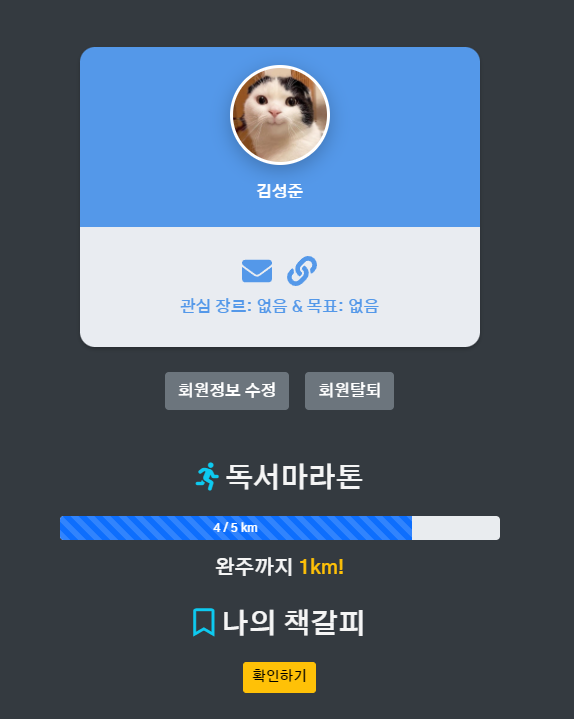 김성준
관심 장르: 없음 & 목표: 없음
회원정보 수정 회원탈퇴
독서마라톤
4 / 5 km
완주까지 1km!
나의 책갈피
확인하기